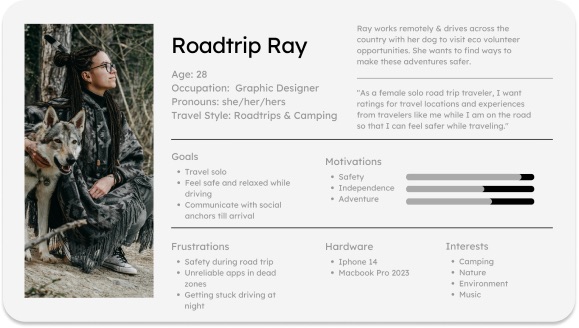 Roadtrip Ray
Age: 28
Occupation: Graphic Designer
Pronouns: she/her/hers
Travel Style: Roadtrips & Camping
Ray works remotely & drives across the
country with her dog to visit eco volunteer
opportunities. She wants to find ways to
make these adventures safer.
"As a female solo road trip traveler, I want
ratings for travel locations and experiences
from travelers like me while I am on the road
so that I can feel safer while traveling."
Goals
• Travel solo
• Feel safe and relaxed while
driving
• Communicate with social
anchors till arrival
Motivations
• Safety
• Independence
• Adventure
Frustrations
• Safety during road trip
• Unreliable apps in dead
zones
• Getting stuck driving at
night
Hardware
• Iphone 14
• Macbook Pro 2023
Interests
• Camping
• Nature
• Environment
• Music